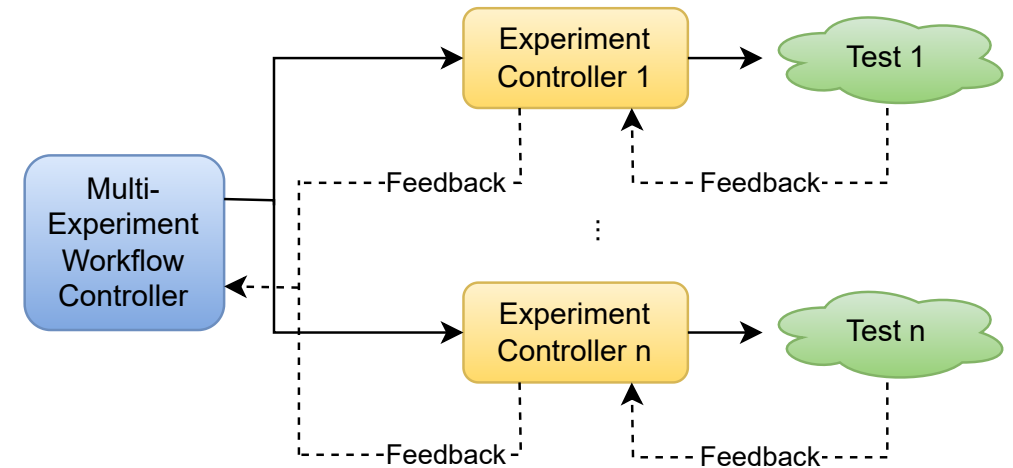 Experiment
Controller 1
Test 1
Feedback
Feedback
Multi-
Experiment
Workflow
Controller
⋮
Experiment
Controller n
Test n
Feedback
Feedback